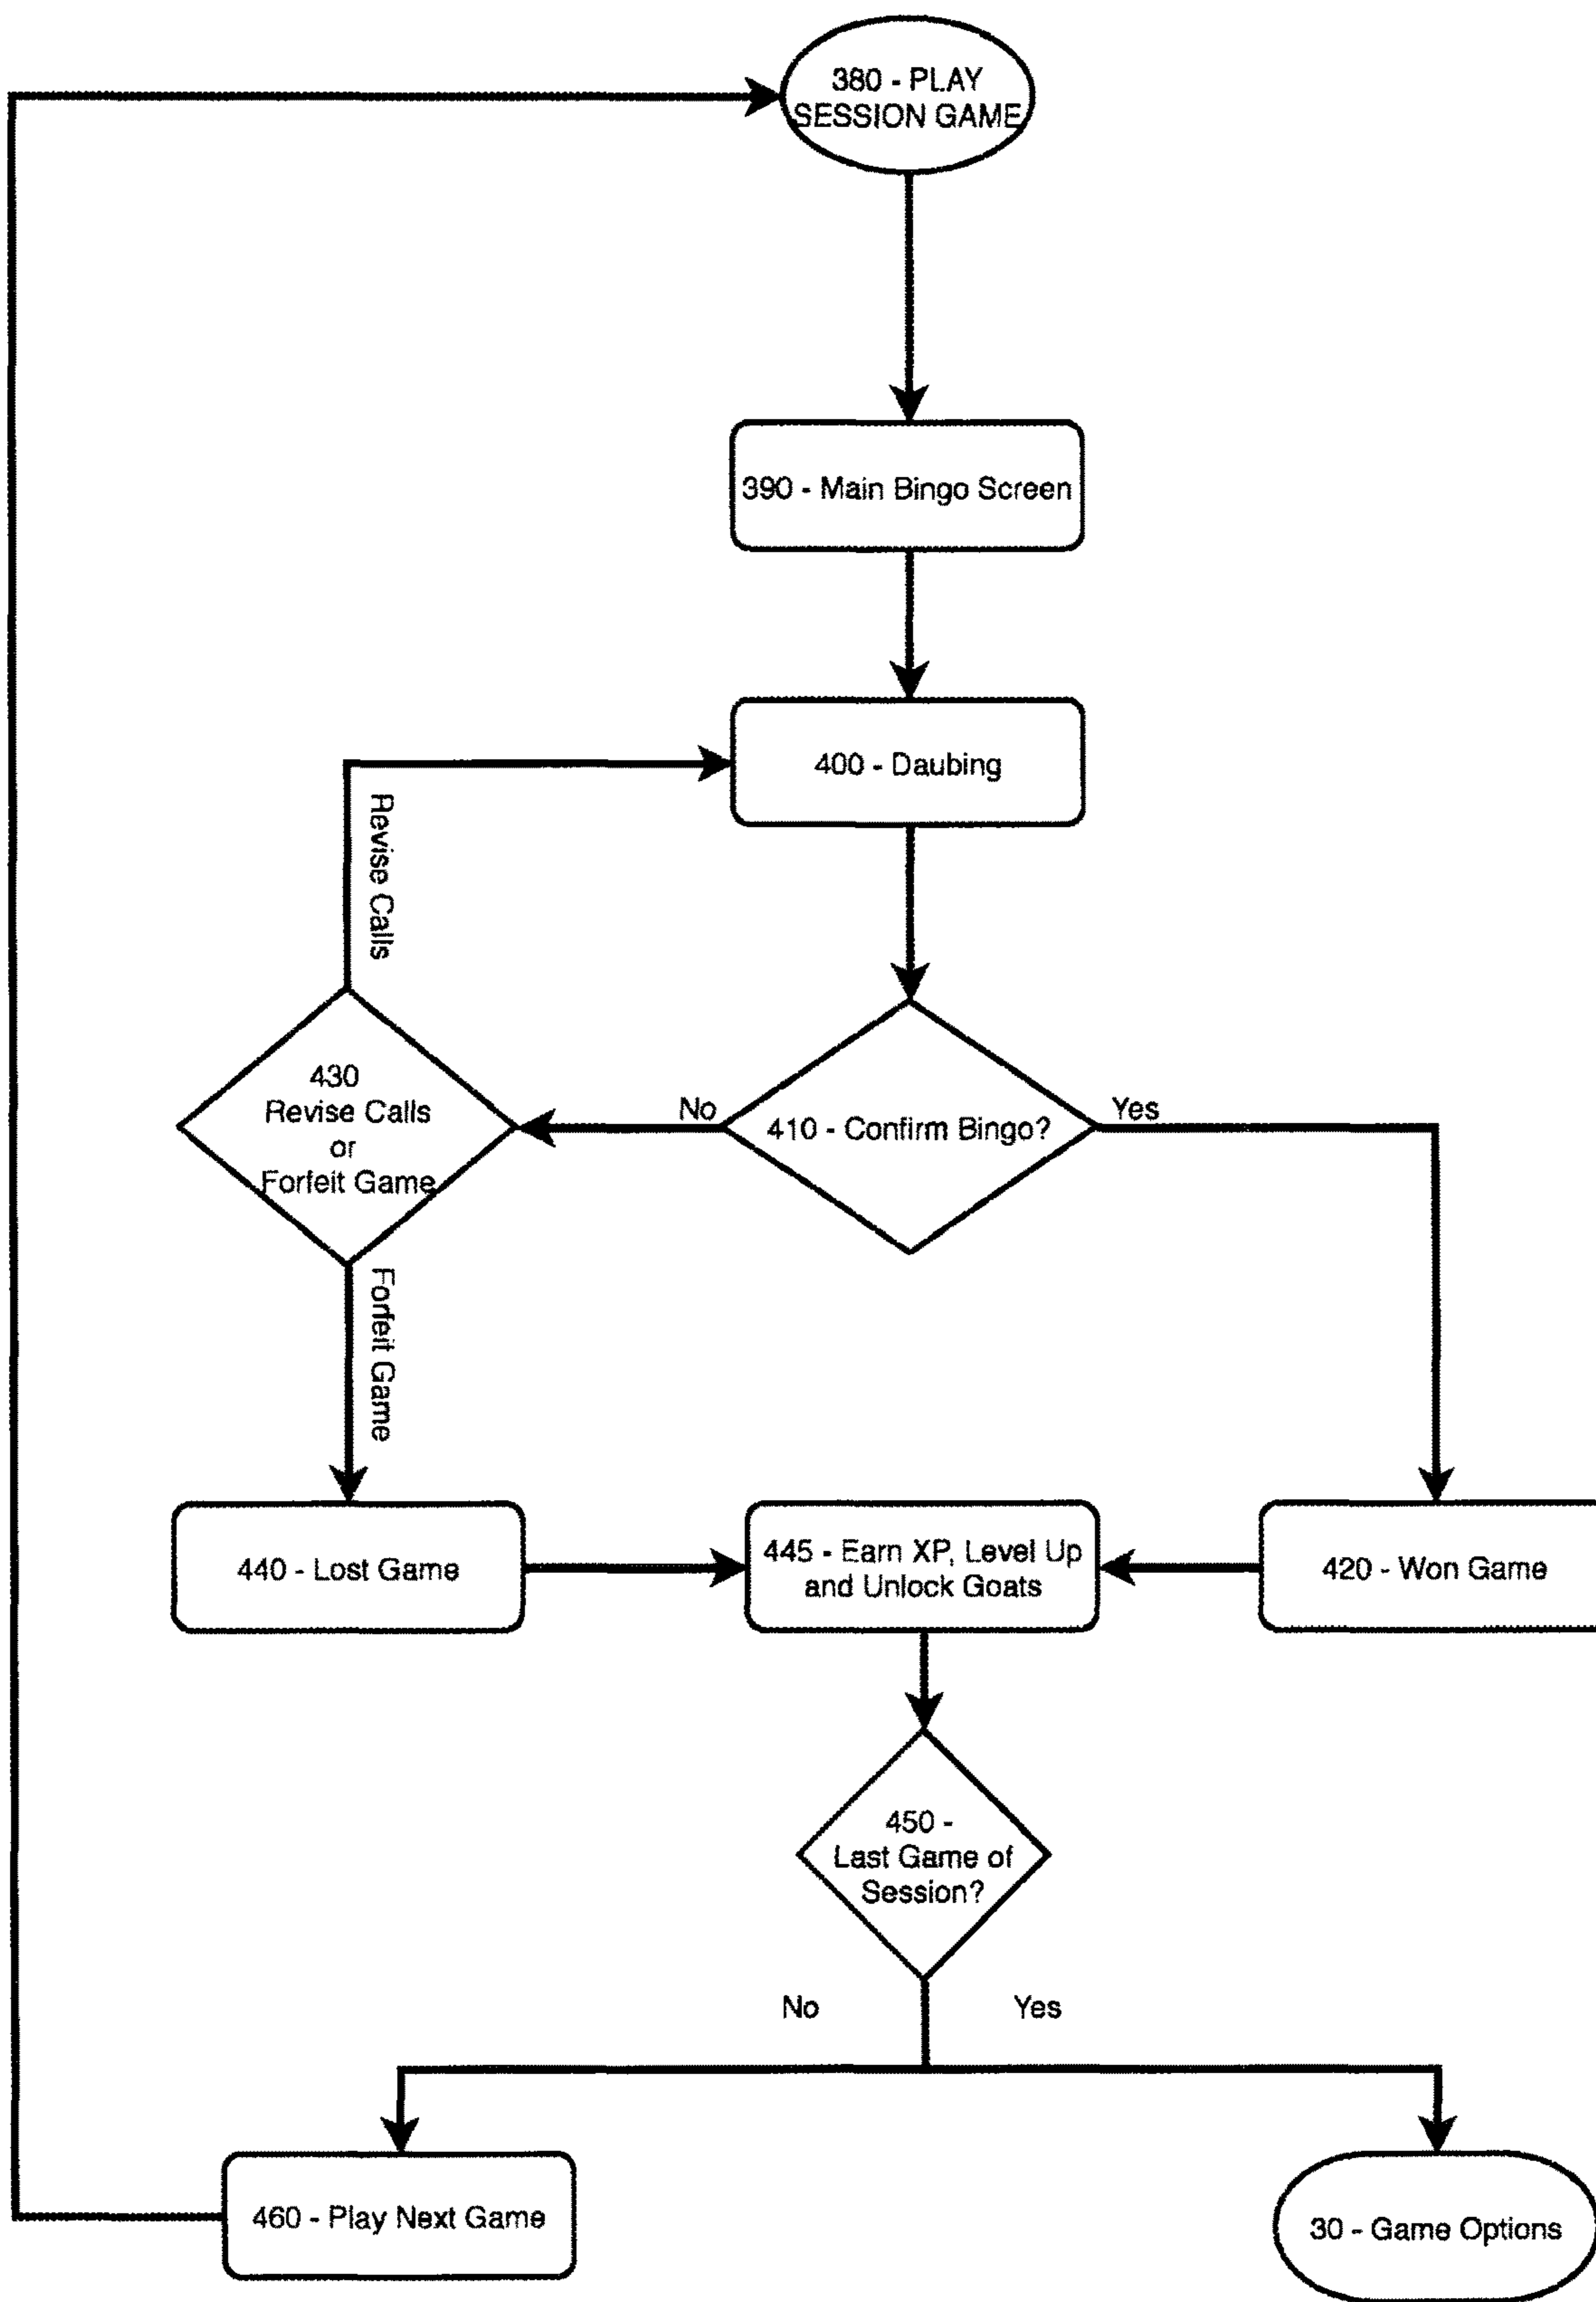 380 - PLAY
SESSION GAME
390 - Main Bingo Screen
400 - Daubing
Revise Calls
430
Revise Calls
or
Forfeit Game
No
410 - Confirm Bingo?
Yes
Forfeit Game
440 - Lost Game
445 - Earn XP, Level Up
and Unlock Goats
420 - Won Game
450 -
Last Game of
Session?
No
Yes
460 - Play Next Game
30 - Game Options